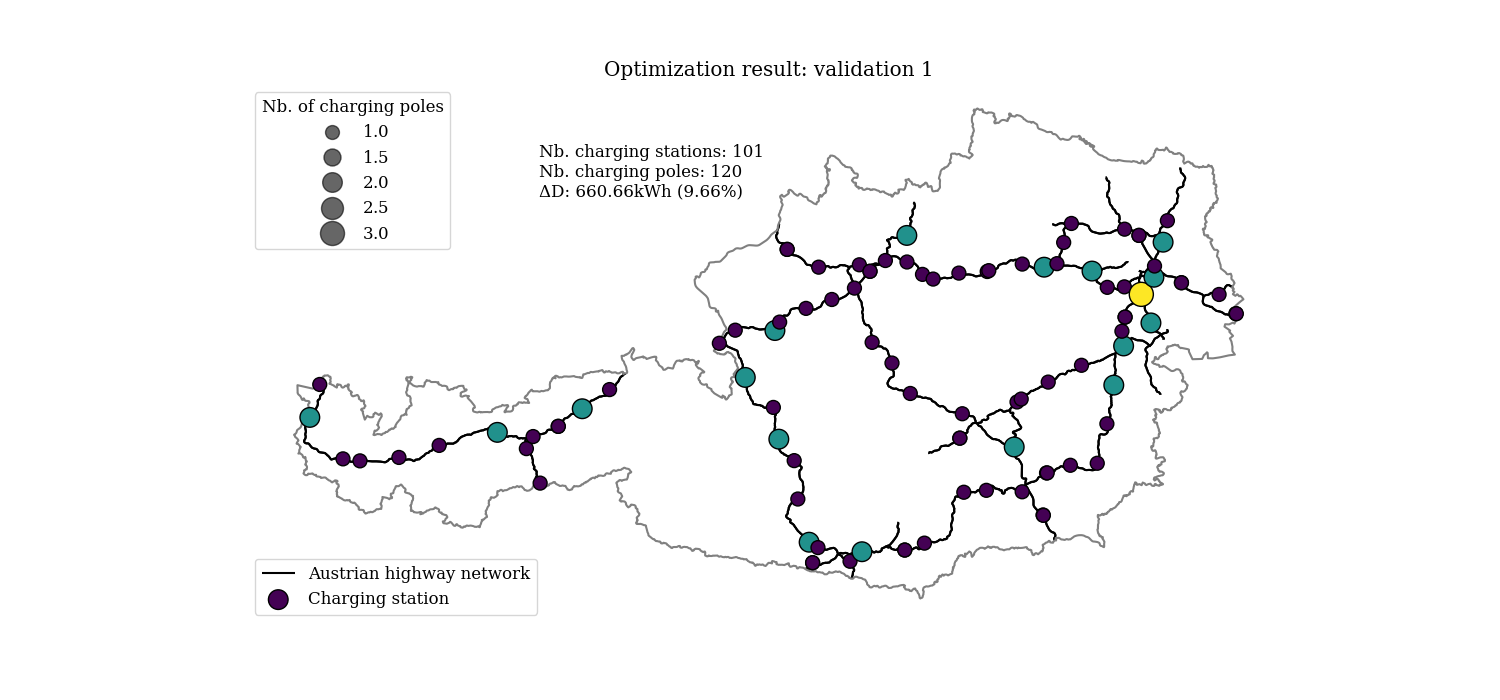 Optimization result: validation 1
Nb. of charging poles
1.0
1.5
2.0
2.5
3.0
Nb. charging stations: 101
Nb. charging poles: 120
ΔD: 660.66kWh (9.66%)
Austrian highway network
Charging station